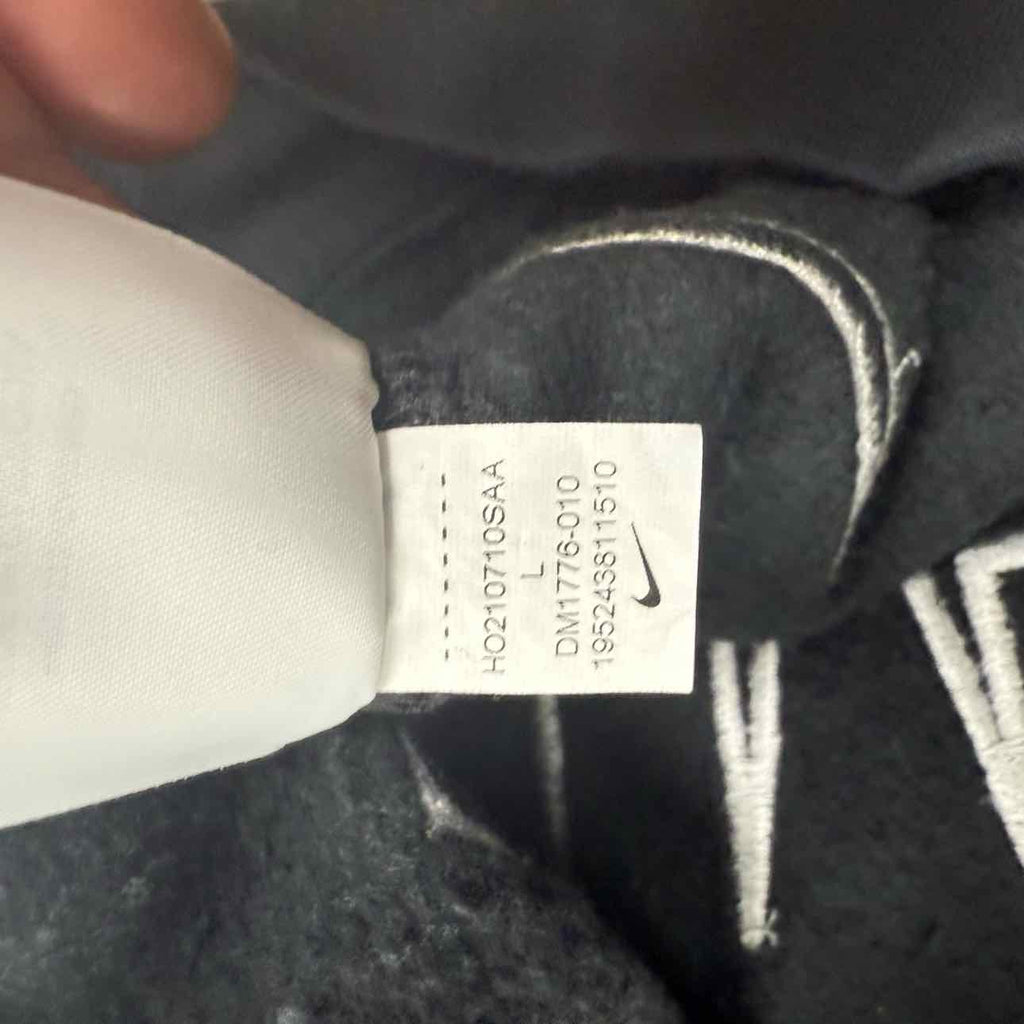 ---------
HO210710SAA
L
DM1776-010
195243811510